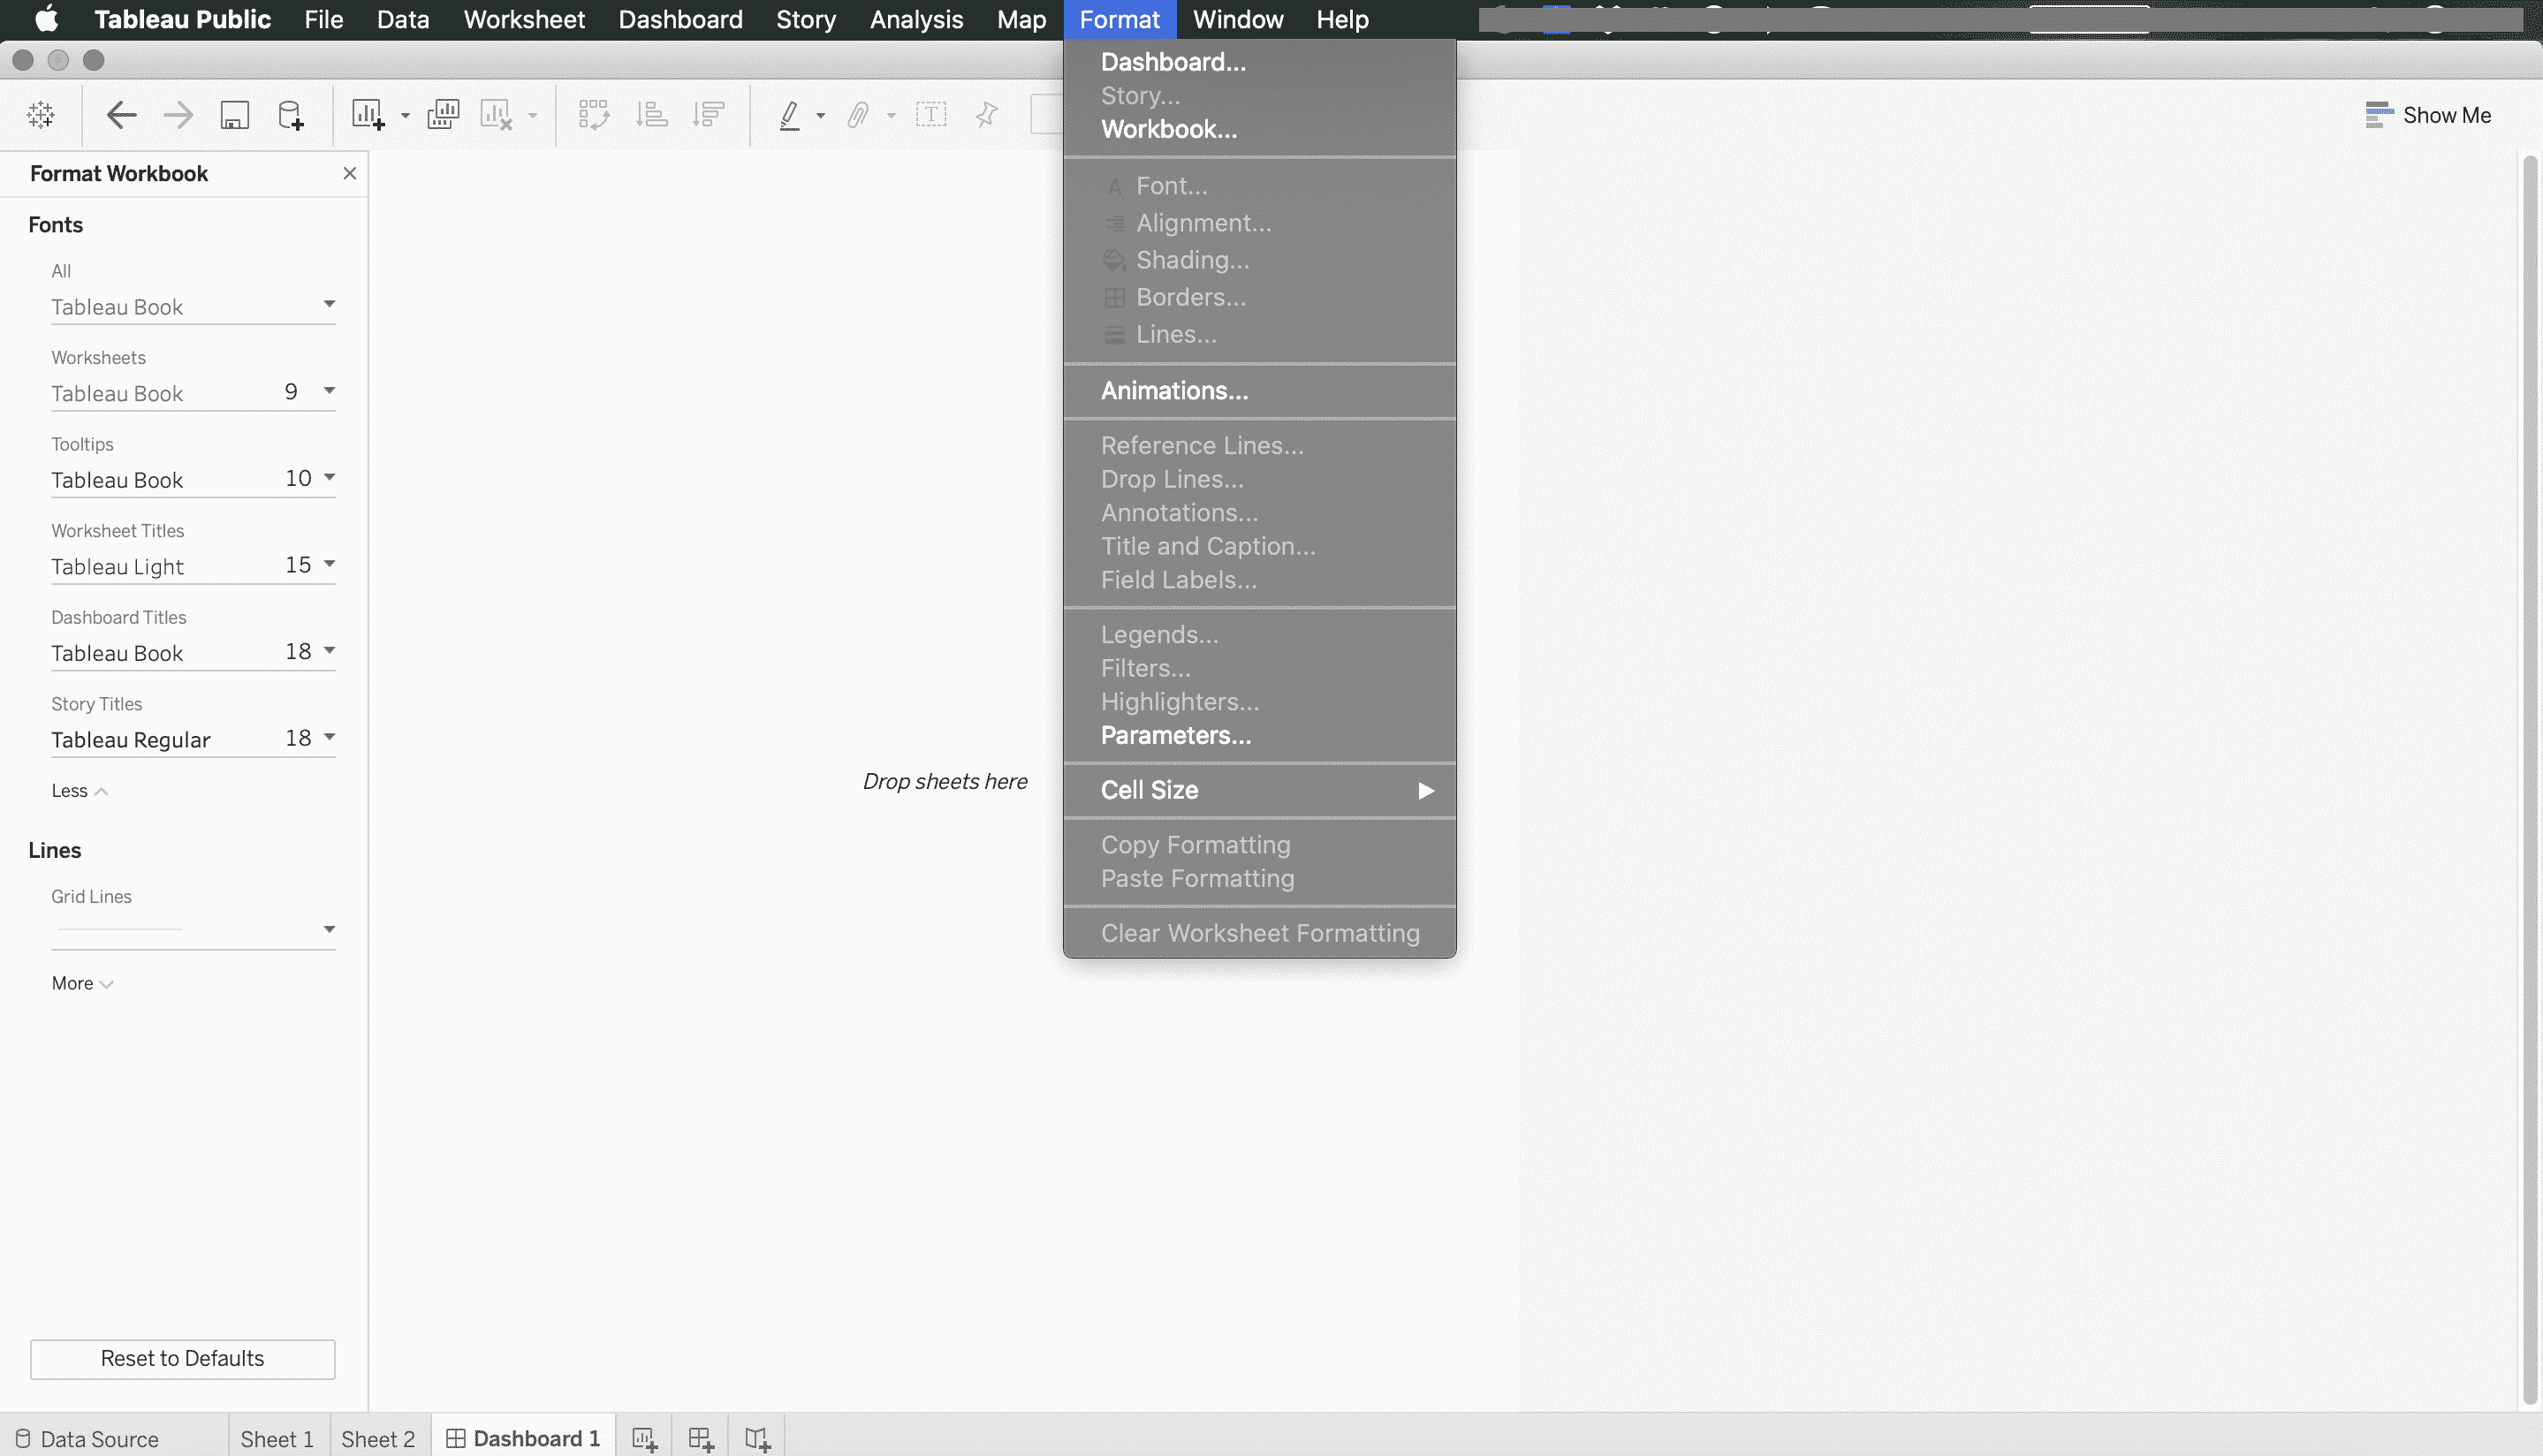 Tableau Public File Data Worksheet Dashboard Story Analysis Map Format Window Help
Show Me
Format Workbook
Fonts
All
Tableau Book
Worksheets
Tableau Book 9
Tooltips
Tableau Book 10
Worksheet Titles
Tableau Light 15
Dashboard Titles
Tableau Book 18
Story Titles
Tableau Regular 18
Less
Lines
Grid Lines
More
Reset to Defaults
Drop sheets here
Dashboard...
Story...
Workbook...
A Font...
Alignment...
Shading...
Borders...
Lines...
Animations...
Reference Lines...
Drop Lines...
Annotations...
Title and Caption...
Field Labels...
Legends...
Filters...
Highlighters...
Parameters...
Cell Size
Copy Formatting
Paste Formatting
Clear Worksheet Formatting
Data Source Sheet 1 Sheet 2 Dashboard 1